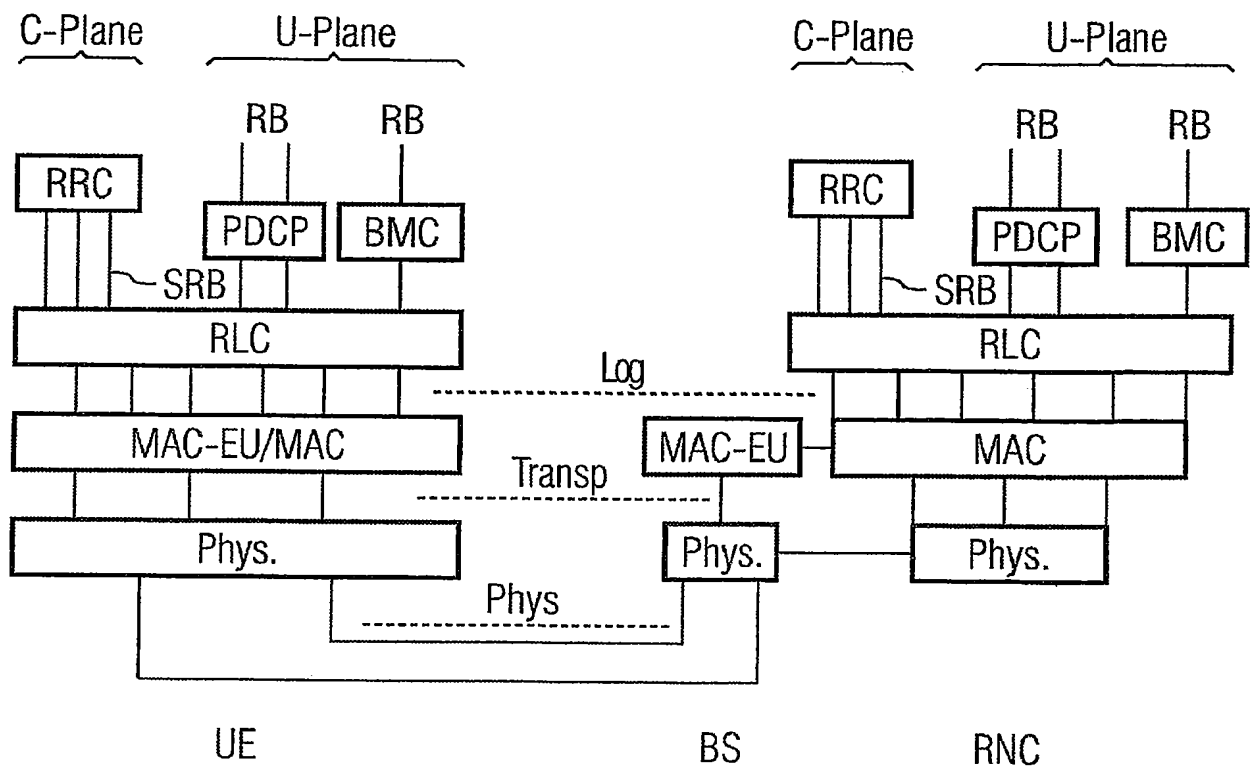 C-Plane U-Plane C-Plane U-Plane
RB RB RB RB
RRC RRC
PDCP BMC PDCP BMC
SRB SRB
RLC RLC
Log
MAC-EU/MAC MAC-EU MAC
Transp
Phys. Phys. Phys.
Phys
UE BS RNC